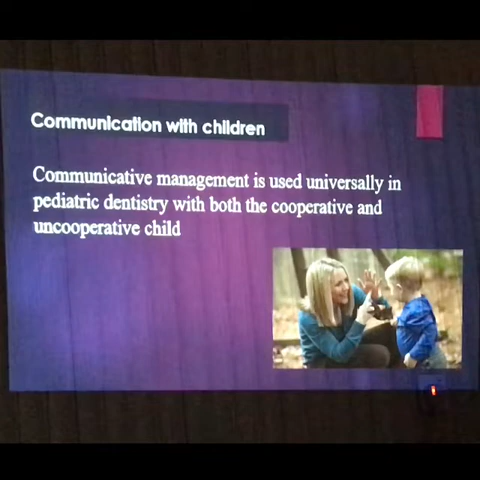 Communication with children
Communicative management is used universally in
pediatric dentistry with both the cooperative and
uncooperative child